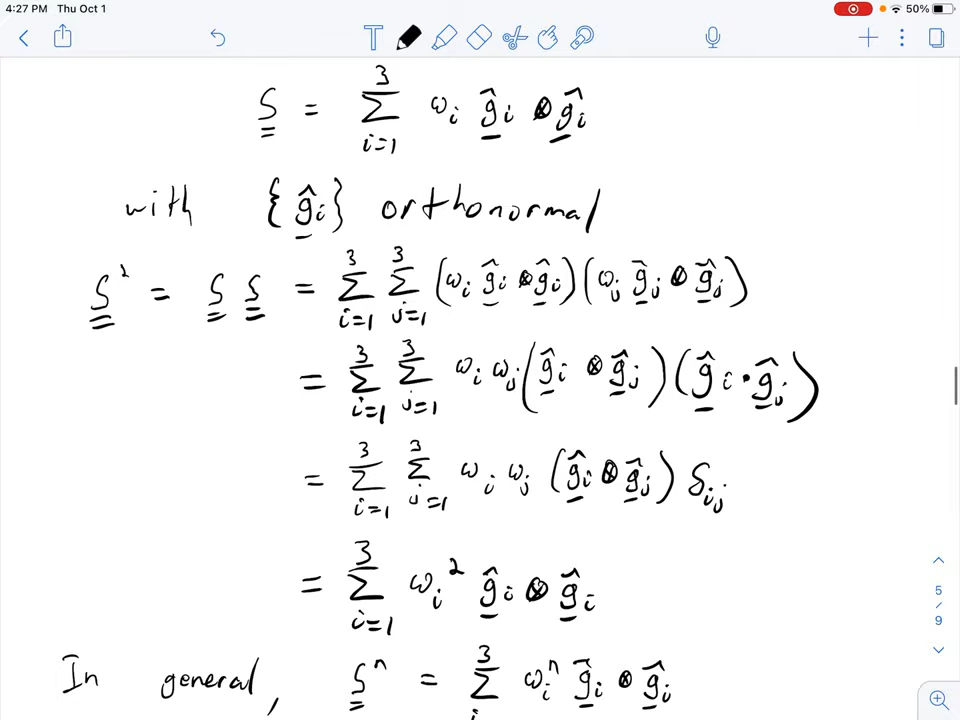 4:27 PM Thu Oct 1 50%
T
S = Σ_{i=1}^{3} ω_i ĝ_i ⊗ ĝ_i
with {ĝ_i} orthonormal
S² = S S = Σ_{i=1}^{3} Σ_{j=1}^{3} (ω_i ĝ_i ⊗ ĝ_i)(ω_j ĝ_j ⊗ ĝ_j)
= Σ_{i=1}^{3} Σ_{j=1}^{3} ω_i ω_j (ĝ_i ⊗ ĝ_j)(ĝ_i · ĝ_j)
= Σ_{i=1}^{3} Σ_{j=1}^{3} ω_i ω_j (ĝ_i ⊗ ĝ_j) δ_{ij}
= Σ_{i=1}^{3} ω_i² ĝ_i ⊗ ĝ_i
5 / 9
In general, Sⁿ = Σ_{i}^{3} ω_iⁿ ĝ_i ⊗ ĝ_i